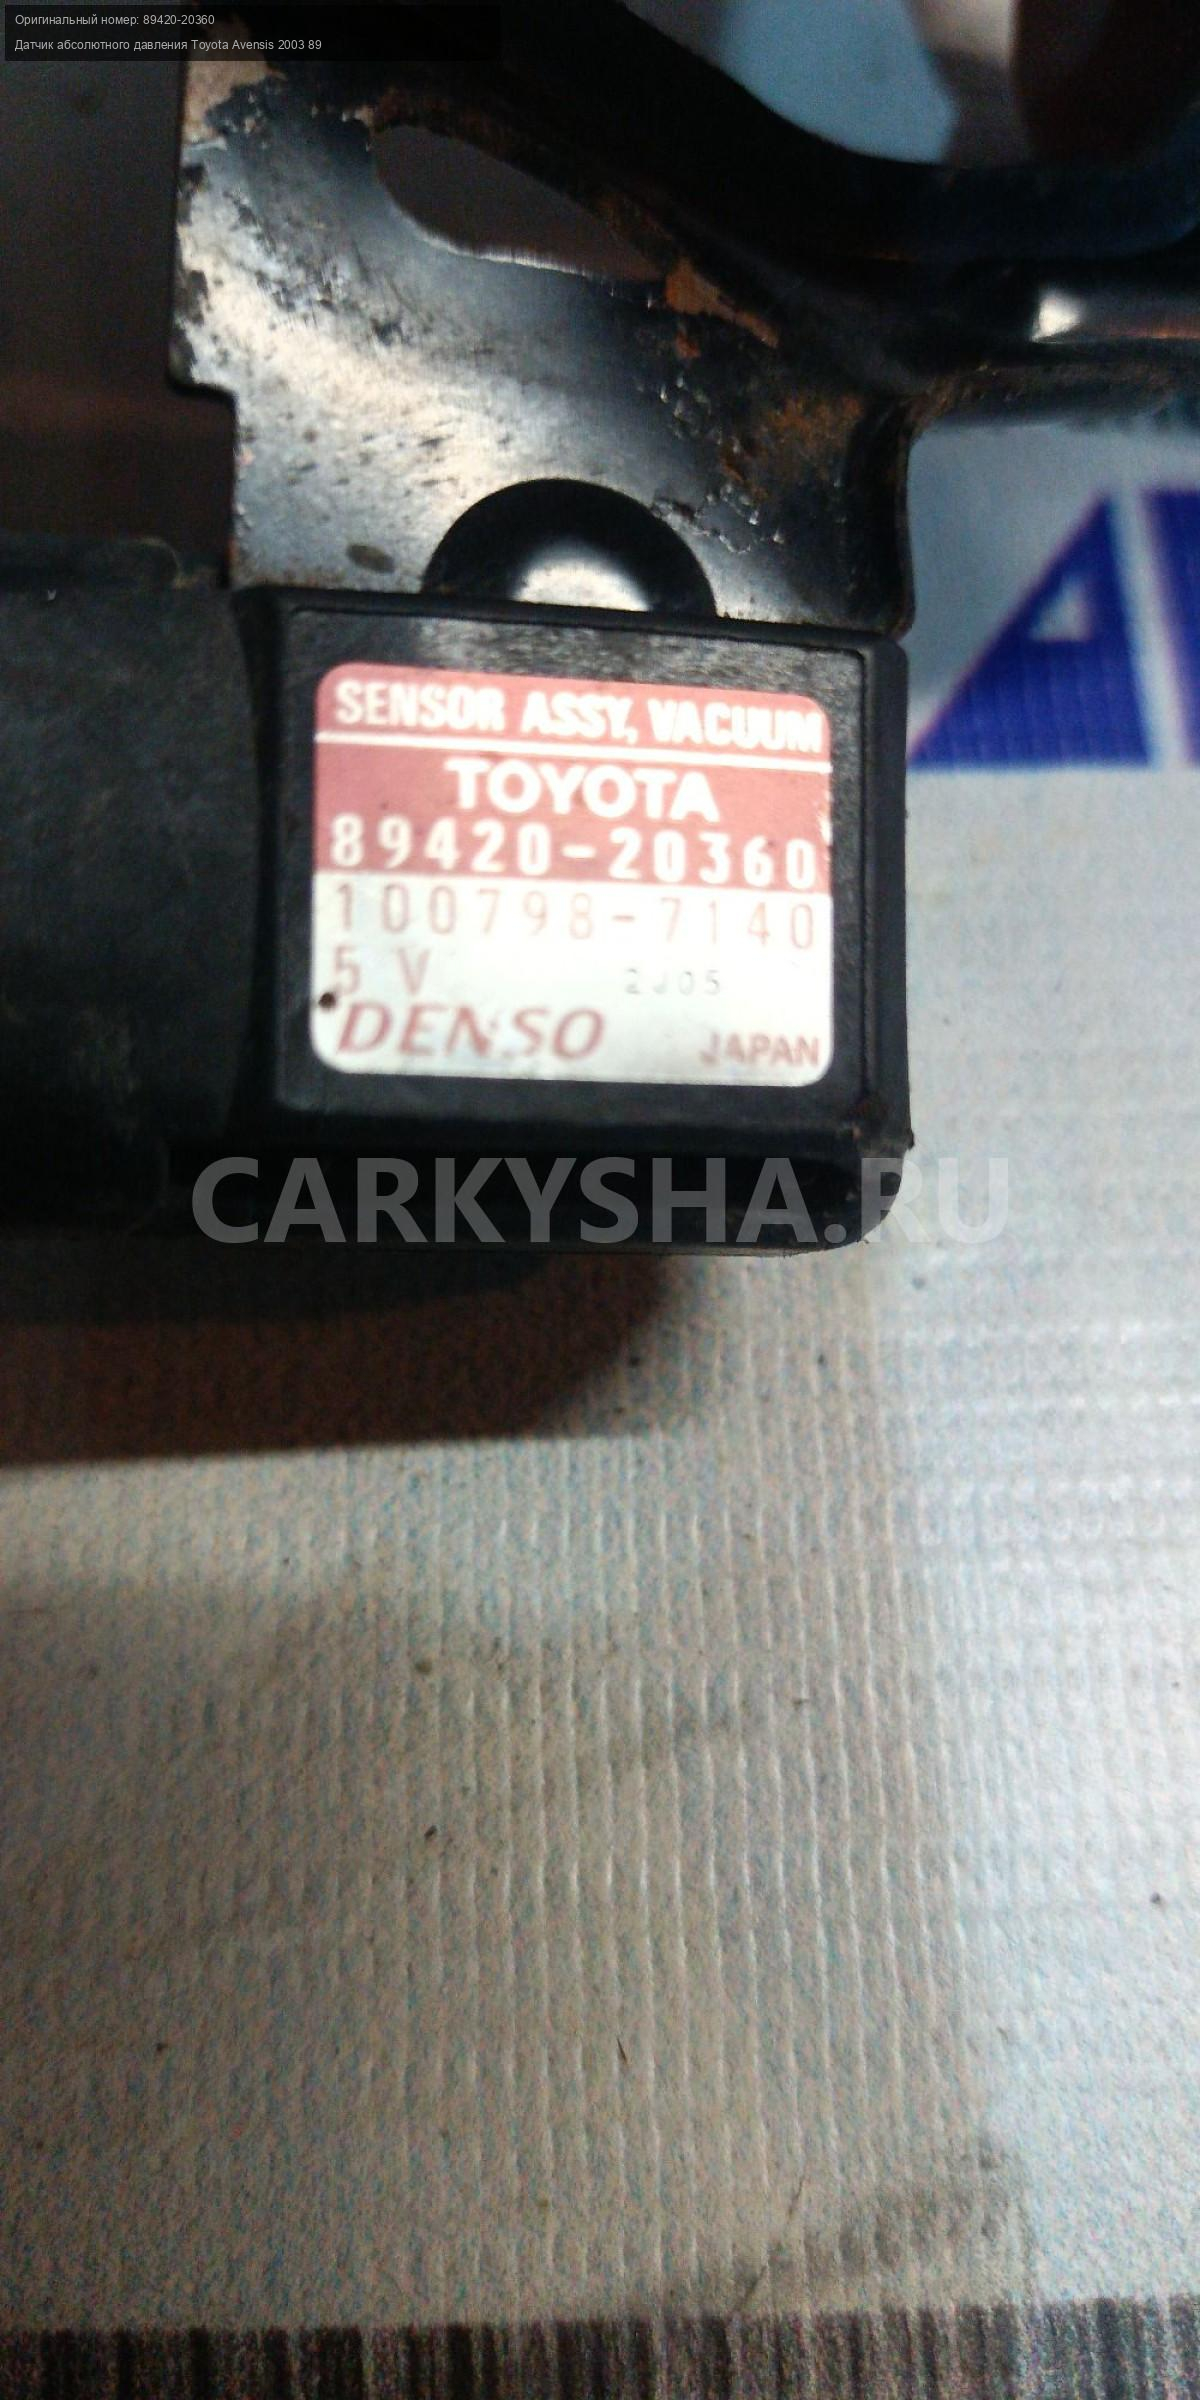 Оригинальный номер: 89420-20360
Датчик абсолютного давления Toyota Avensis 2003 89
SENSOR ASSY, VACUUM
TOYOTA
89420-20360
100798-7140
5 V 2J05
DENSO JAPAN
CARKYSHA.RU